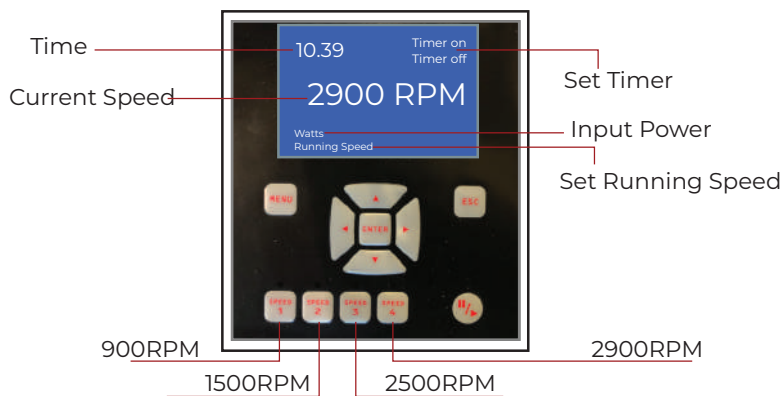 Time
10.39
Timer on
Timer off
Set Timer
Current Speed
2900 RPM
Watts
Input Power
Running Speed
Set Running Speed
MENU
ESC
ENTER
SPEED
1
SPEED
2
SPEED
3
SPEED
4
900RPM
2900RPM
1500RPM
2500RPM